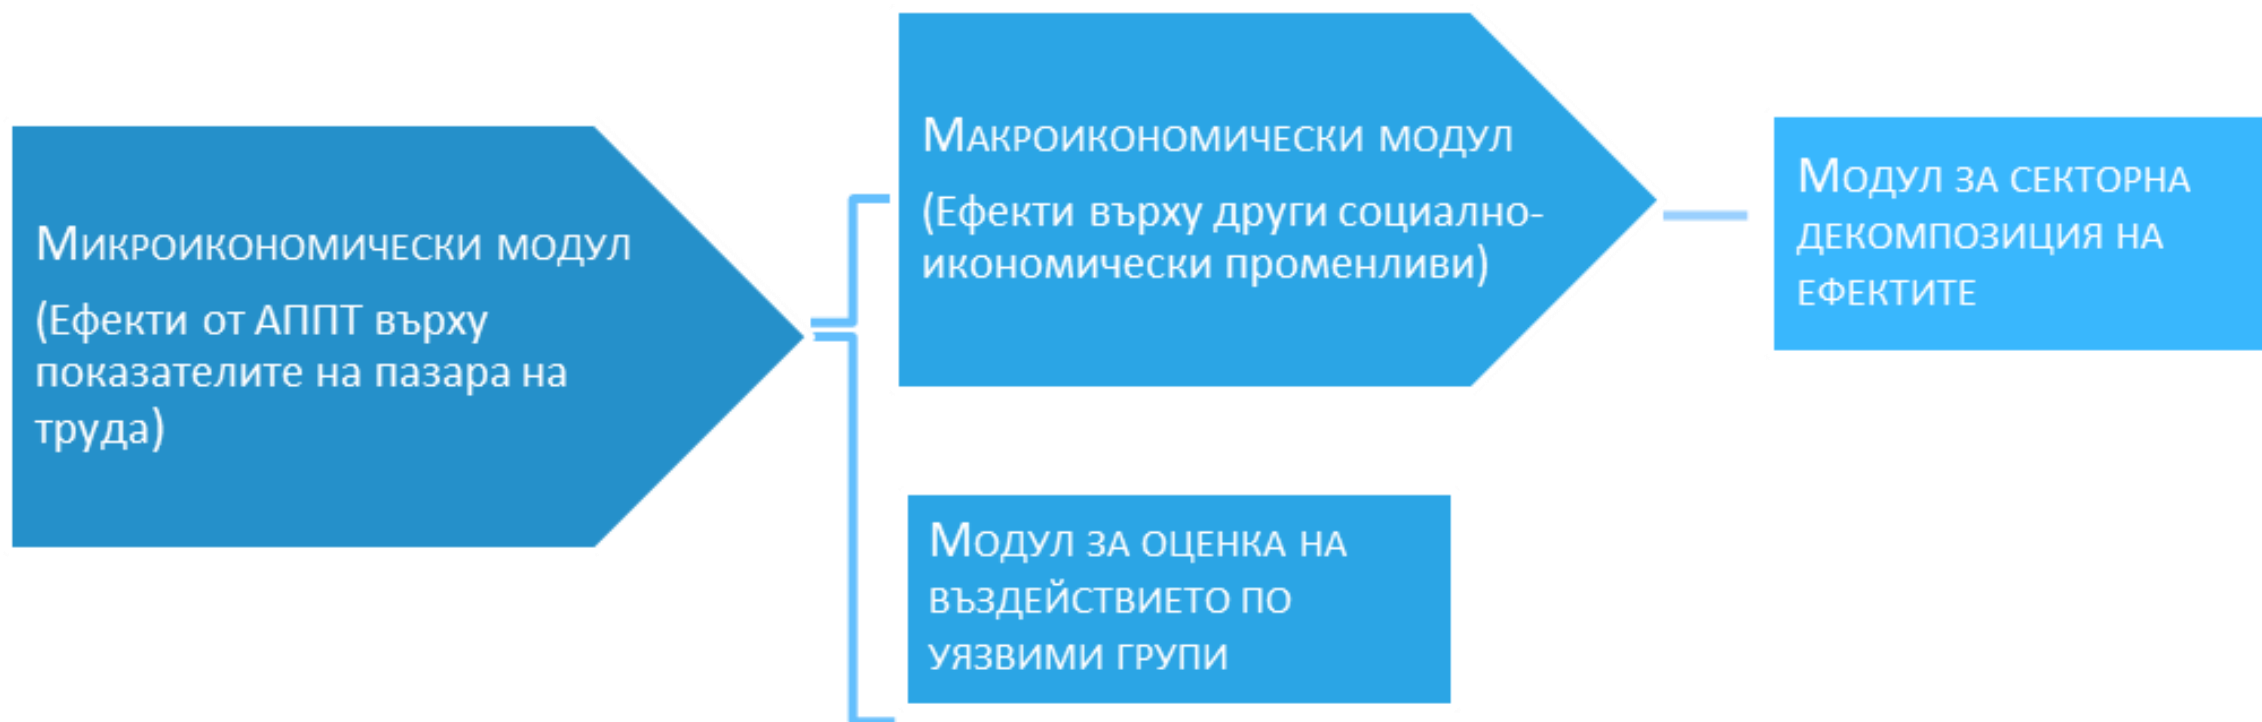 Микроикономически модул
(Ефекти от АППТ върху
показателите на пазара на
труда)
Макроикономически модул
(Ефекти върху други социално-
икономически променливи)
Модул за секторна
декомпозиция на
ефектите
Модул за оценка на
въздействието по
уязвими групи